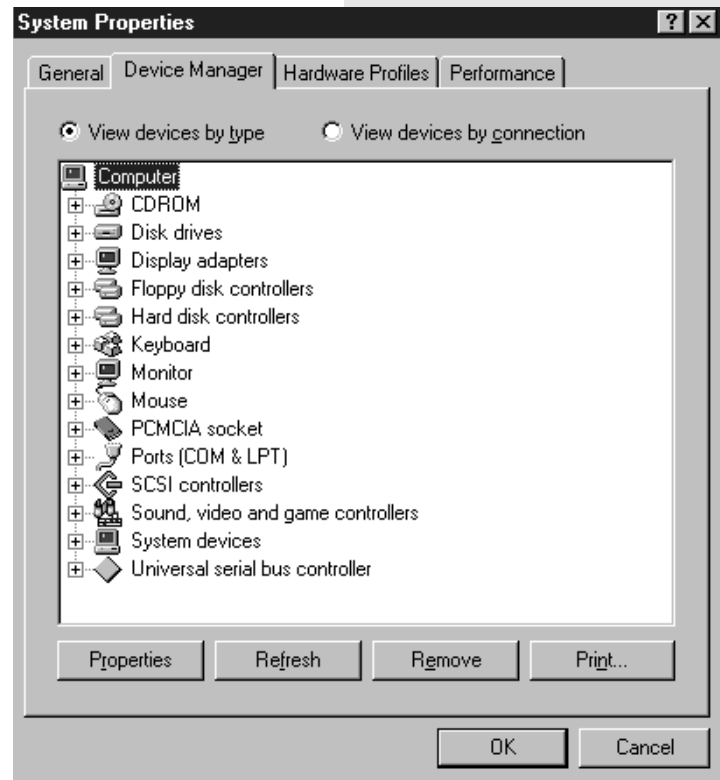 System Properties
General Device Manager Hardware Profiles Performance
View devices by type View devices by connection
Computer
CDROM
Disk drives
Display adapters
Floppy disk controllers
Hard disk controllers
Keyboard
Monitor
Mouse
PCMCIA socket
Ports (COM & LPT)
SCSI controllers
Sound, video and game controllers
System devices
Universal serial bus controller
Properties Refresh Remove Print...
OK Cancel